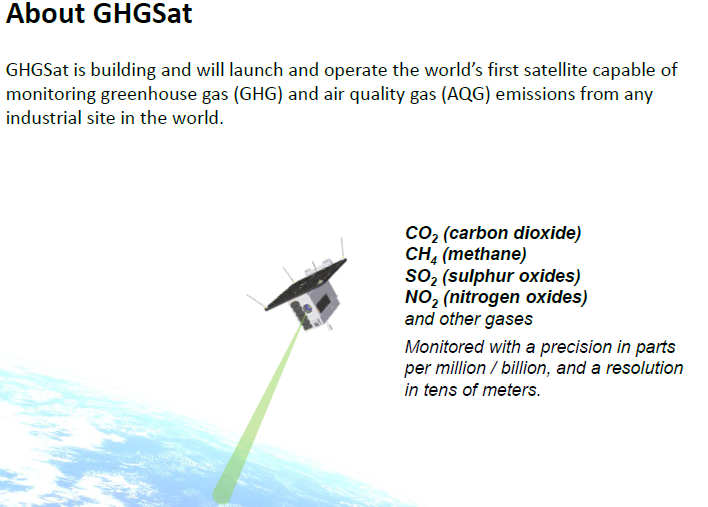 About GHGSat
GHGSat is building and will launch and operate the world’s first satellite capable of
monitoring greenhouse gas (GHG) and air quality gas (AQG) emissions from any
industrial site in the world.
CO₂ (carbon dioxide)
CH₄ (methane)
SO₂ (sulphur oxides)
NO₂ (nitrogen oxides)
and other gases
Monitored with a precision in parts
per million / billion, and a resolution
in tens of meters.